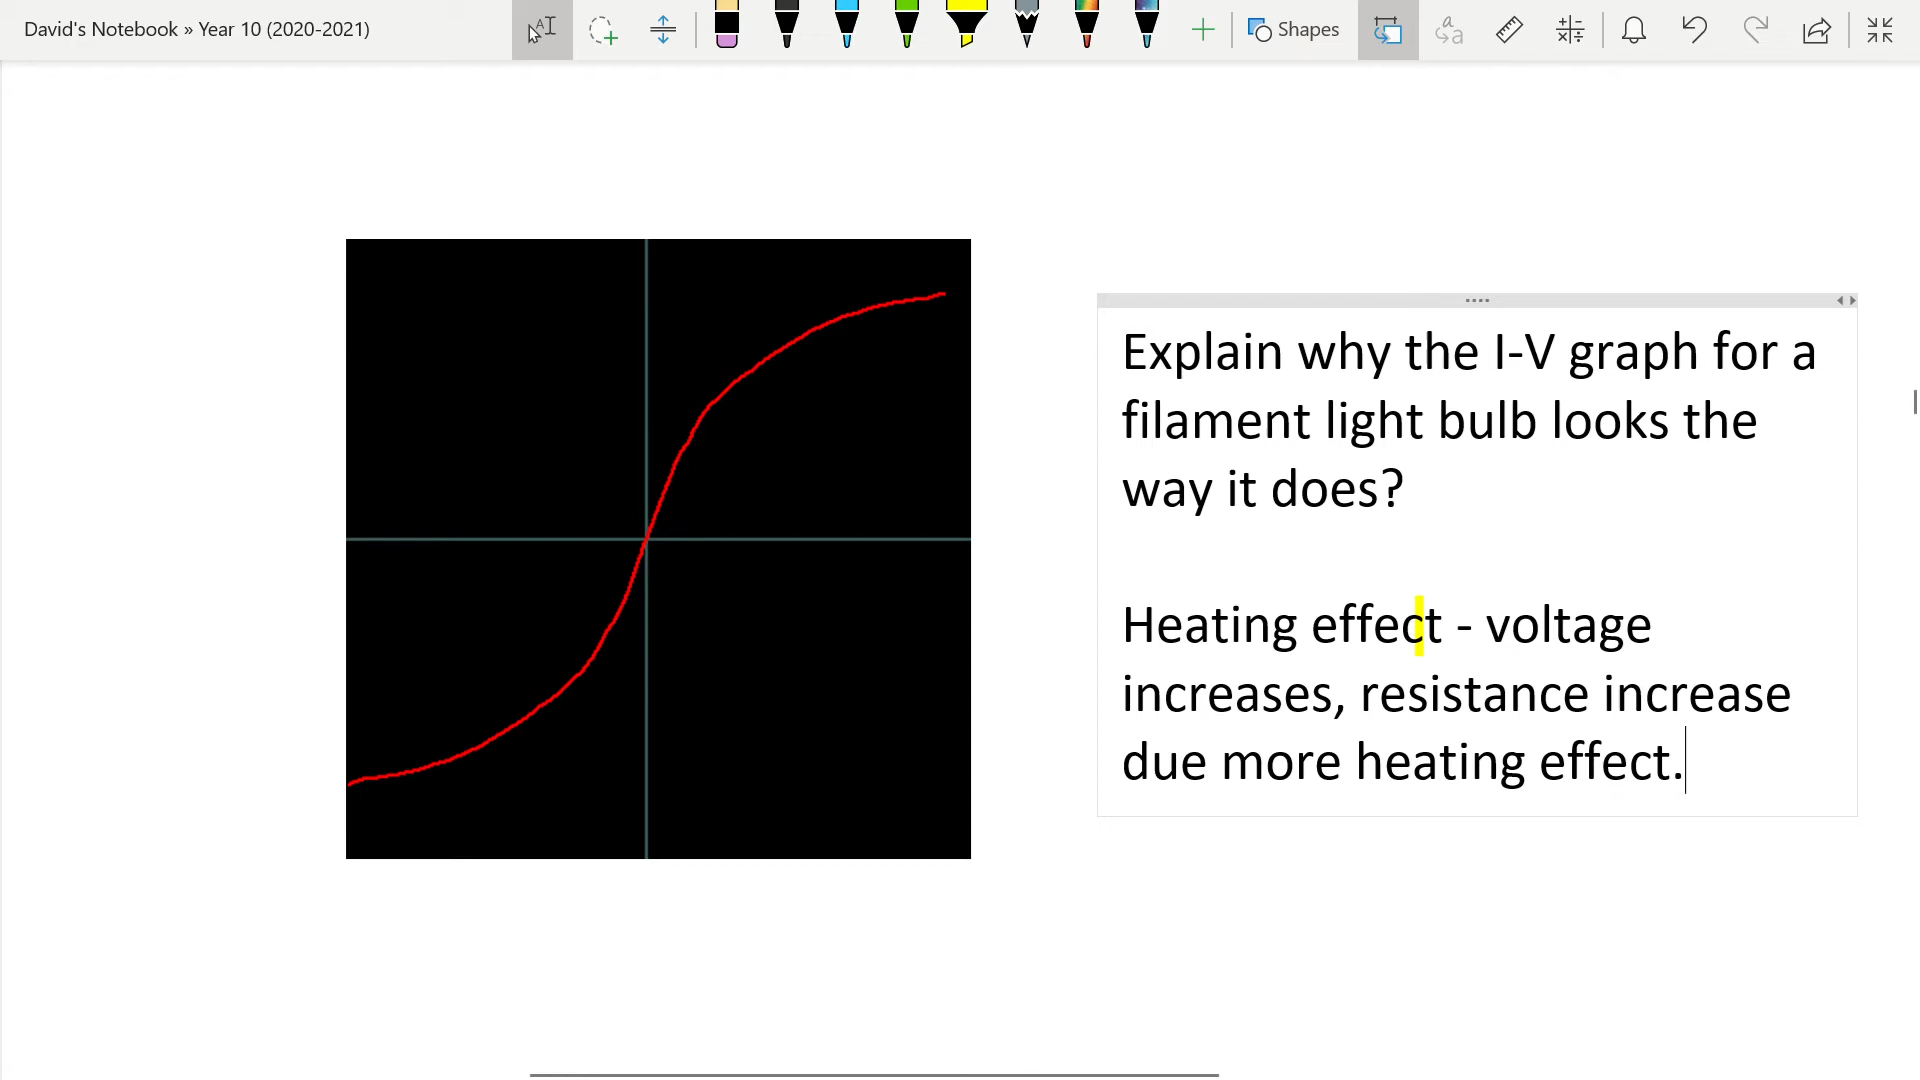 David's Notebook » Year 10 (2020-2021)
Shapes
Explain why the I-V graph for a
filament light bulb looks the
way it does?
Heating effect - voltage
increases, resistance increase
due more heating effect.